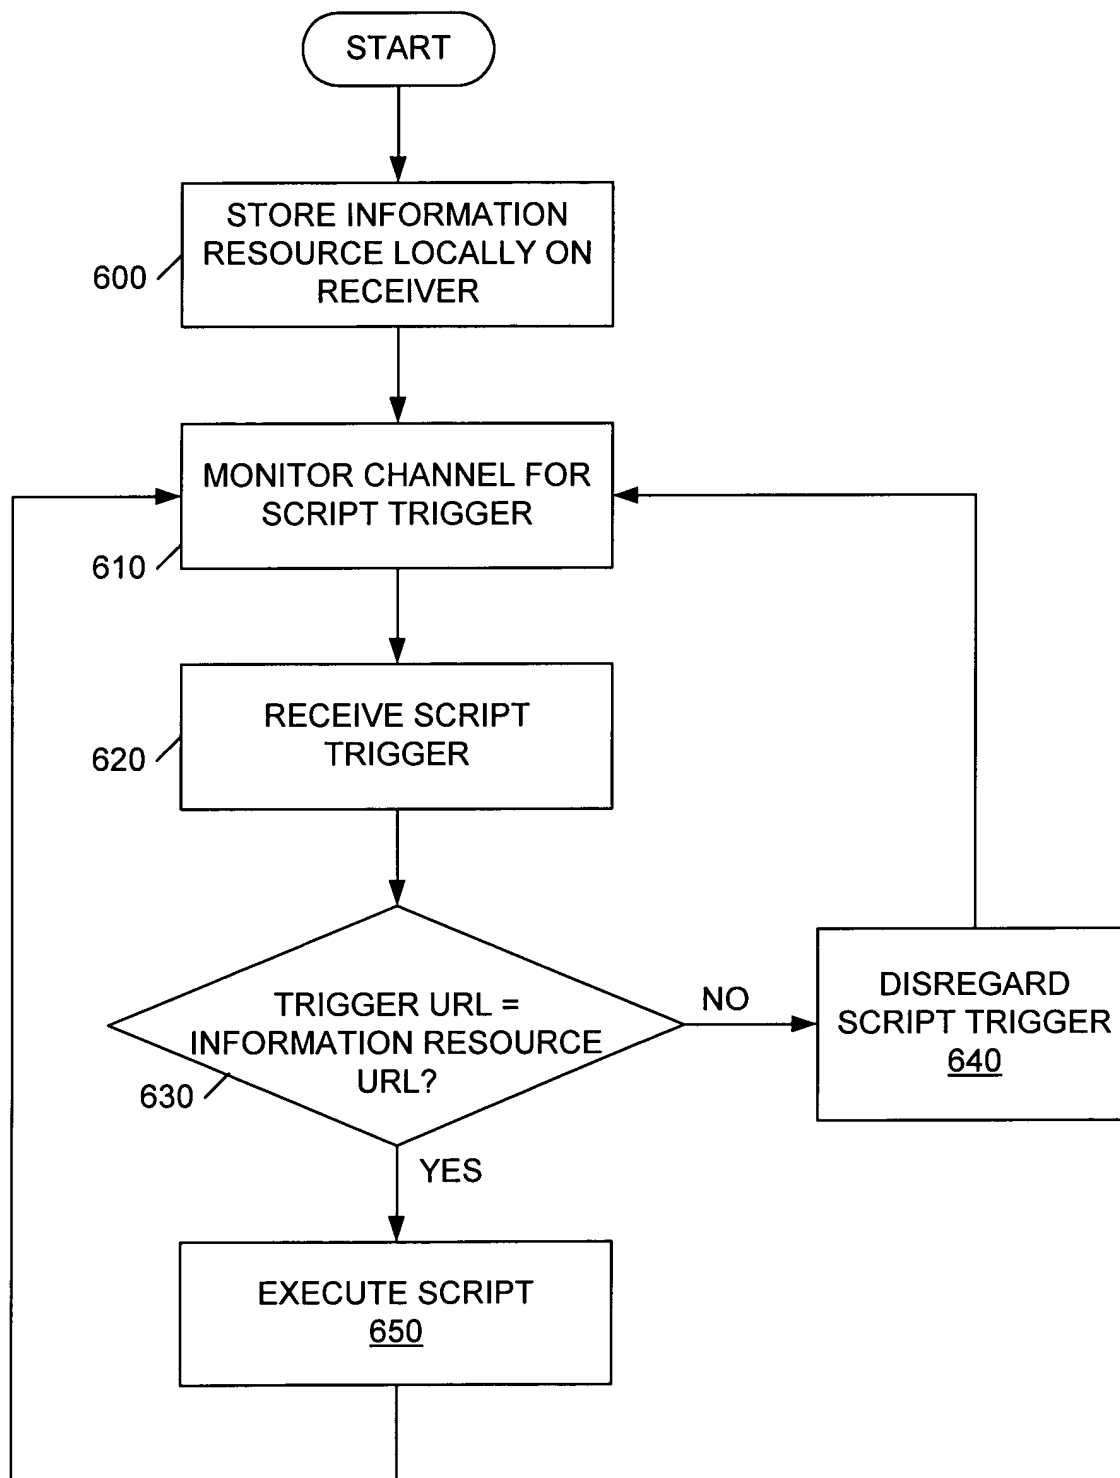 START
STORE INFORMATION
RESOURCE LOCALLY ON
RECEIVER
600
MONITOR CHANNEL FOR
SCRIPT TRIGGER
610
RECEIVE SCRIPT
TRIGGER
620
TRIGGER URL =
INFORMATION RESOURCE
URL?
630
NO
DISREGARD
SCRIPT TRIGGER
640
YES
EXECUTE SCRIPT
650